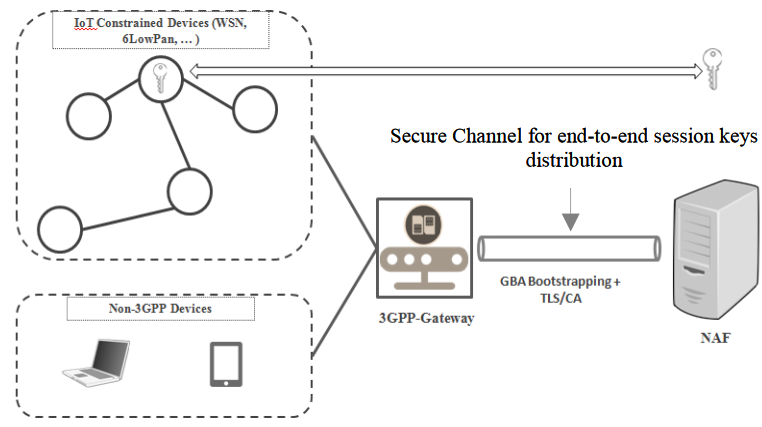 IoT Constrained Devices (WSN,
6LowPan, ... )
Secure Channel for end-to-end session keys
distribution
GBA Bootstrapping +
TLS/CA
3GPP-Gateway
NAF
Non-3GPP Devices